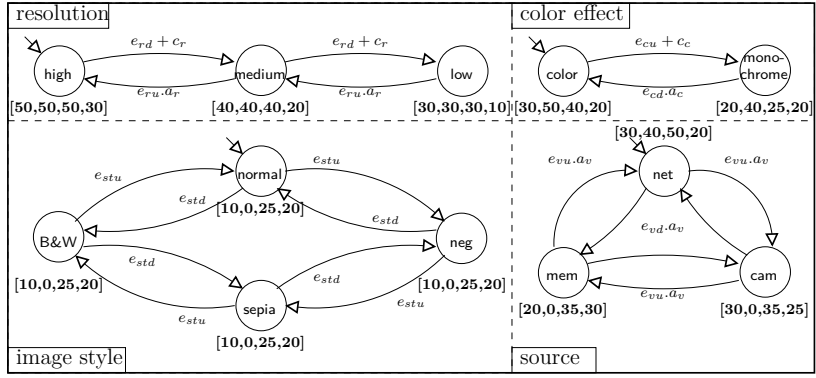 resolution
e_rd + c_r
e_rd + c_r
high
medium
low
e_ru.a_r
e_ru.a_r
[50,50,50,30]
[40,40,40,20]
[30,30,30,10]
color effect
e_cu + c_c
color
mono-
chrome
e_cd.a_c
[30,50,40,20]
[20,40,25,20]
e_stu
normal
e_stu
e_std
[10,0,25,20]
e_std
B&W
neg
[10,0,25,20]
e_std
e_std
[10,0,25,20]
e_stu
sepia
e_stu
[10,0,25,20]
image style
[30,40,50,20]
e_vu.a_v
net
e_vu.a_v
e_vd.a_v
mem
cam
e_vu.a_v
[20,0,35,30]
[30,0,35,25]
source